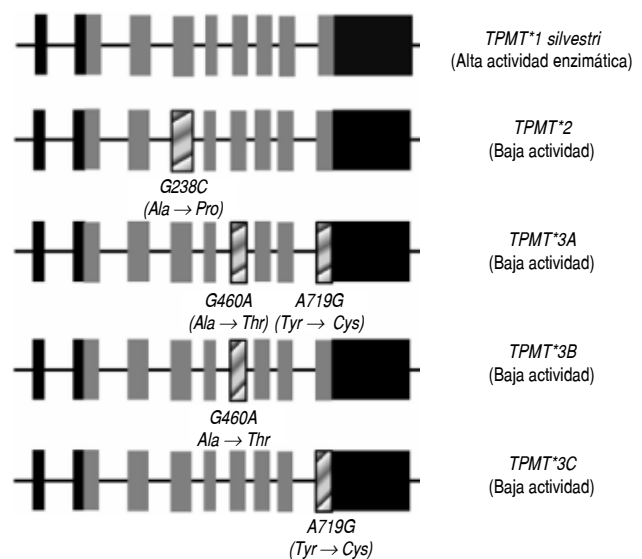 TPMT*1 silvestri
(Alta actividad enzimática)
TPMT*2
(Baja actividad)
G238C
(Ala → Pro)
TPMT*3A
(Baja actividad)
G460A A719G
(Ala → Thr) (Tyr → Cys)
TPMT*3B
(Baja actividad)
G460A
Ala → Thr
TPMT*3C
(Baja actividad)
A719G
(Tyr → Cys)